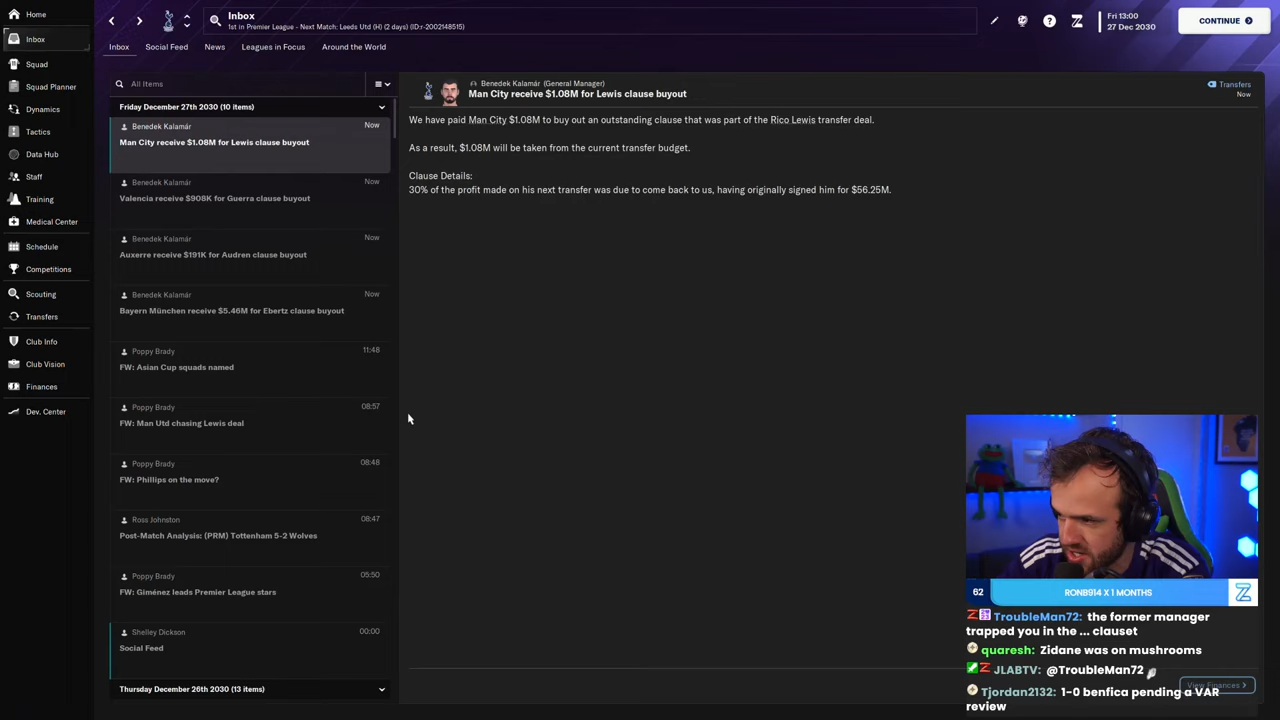 Home
Inbox
Squad
Squad Planner
Dynamics
Tactics
Data Hub
Staff
Training
Medical Center
Schedule
Competitions
Scouting
Transfers
Club Info
Club Vision
Finances
Dev. Center
Inbox
1st in Premier League - Next Match: Leeds Utd (H) (2 days) (ID:r-2002148515)
Fri 13:00
27 Dec 2030
CONTINUE
Inbox
Social Feed
News
Leagues in Focus
Around the World
All Items
Friday December 27th 2030 (10 items)
Benedek Kalamár
Now
Man City receive $1.08M for Lewis clause buyout
Benedek Kalamár
Now
Valencia receive $908K for Guerra clause buyout
Benedek Kalamár
Now
Auxerre receive $191K for Audren clause buyout
Benedek Kalamár
Now
Bayern München receive $5.46M for Ebertz clause buyout
Poppy Brady
11:48
FW: Asian Cup squads named
Poppy Brady
08:57
FW: Man Utd chasing Lewis deal
Poppy Brady
08:48
FW: Phillips on the move?
Ross Johnston
08:47
Post-Match Analysis: (PRM) Tottenham 5-2 Wolves
Poppy Brady
05:50
FW: Giménez leads Premier League stars
Shelley Dickson
00:00
Social Feed
Thursday December 26th 2030 (13 items)
Benedek Kalamár (General Manager)
Man City receive $1.08M for Lewis clause buyout
Transfers
Now
We have paid Man City $1.08M to buy out an outstanding clause that was part of the Rico Lewis transfer deal.
As a result, $1.08M will be taken from the current transfer budget.
Clause Details:
30% of the profit made on his next transfer was due to come back to us, having originally signed him for $56.25M.
62
RONB914 X 1 MONTHS
TroubleMan72: the former manager
trapped you in the ... clauset
quaresh: Zidane was on mushrooms
JLABTV: @TroubleMan72
View Finances
Tjordan2132: 1-0 benfica pending a VAR
review